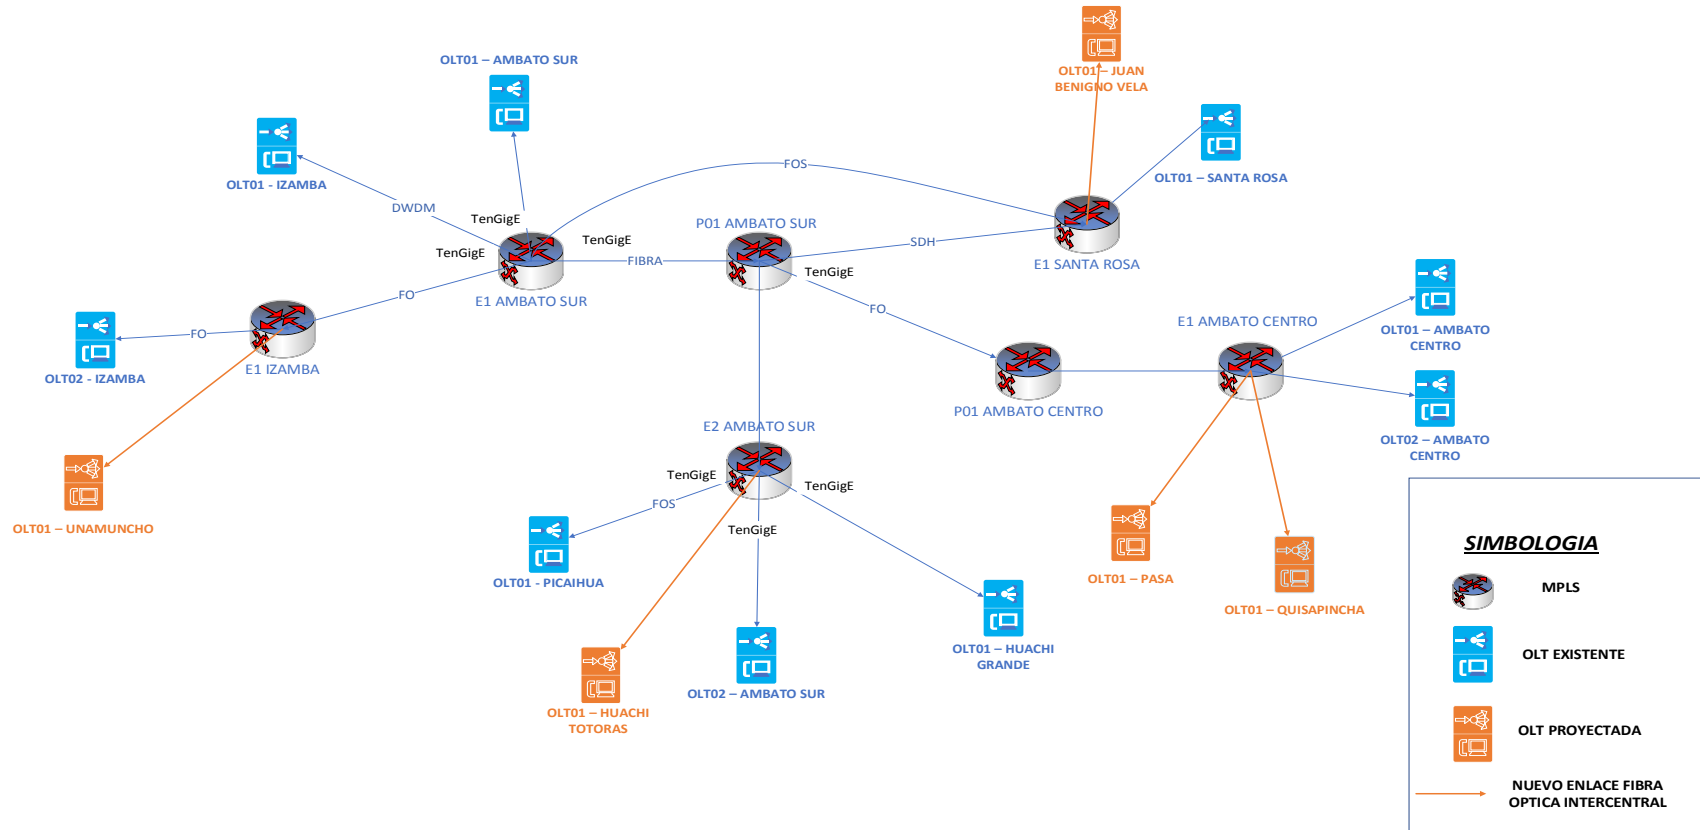 OLT01 – JUAN
BENIGNO VELA
OLT01 – AMBATO SUR
OLT01 - IZAMBA
OLT01 – SANTA ROSA
FOS
DWDM
TenGigE
TenGigE
TenGigE
P01 AMBATO SUR
SDH
FIBRA
TenGigE
E1 SANTA ROSA
E1 AMBATO SUR
FO
FO
E1 AMBATO CENTRO
OLT01 – AMBATO
CENTRO
FO
OLT02 - IZAMBA
E1 IZAMBA
P01 AMBATO CENTRO
E2 AMBATO SUR
OLT02 – AMBATO
CENTRO
TenGigE
TenGigE
FOS
TenGigE
OLT01 – UNAMUNCHO
OLT01 - PICAIHUA
OLT01 – PASA
OLT01 – QUISAPINCHA
OLT01 – HUACHI
GRANDE
OLT02 – AMBATO SUR
OLT01 – HUACHI
TOTORAS
SIMBOLOGIA
MPLS
OLT EXISTENTE
OLT PROYECTADA
NUEVO ENLACE FIBRA
OPTICA INTERCENTRAL